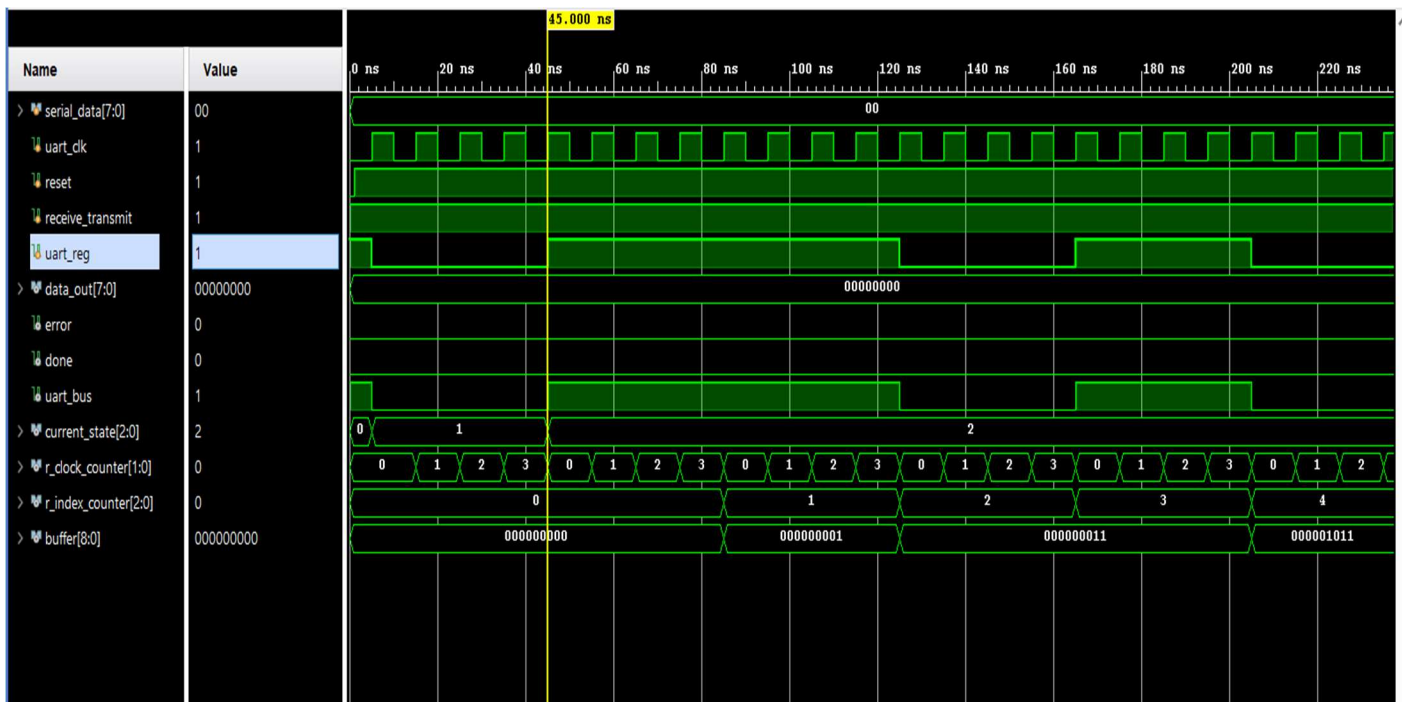 45.000 ns
Name Value
0 ns 20 ns 40 ns 60 ns 80 ns 100 ns 120 ns 140 ns 160 ns 180 ns 200 ns 220 ns
serial_data[7:0] 00 00
uart_clk 1
reset 1
receive_transmit 1
uart_reg 1
data_out[7:0] 00000000 00000000
error 0
done 0
uart_bus 1
current_state[2:0] 2 0 1 2
r_clock_counter[1:0] 0 0 1 2 3 0 1 2 3 0 1 2 3 0 1 2 3 0 1 2 3 0 1 2
r_index_counter[2:0] 0 0 1 2 3 4
buffer[8:0] 000000000 000000000 000000001 000000011 000001011